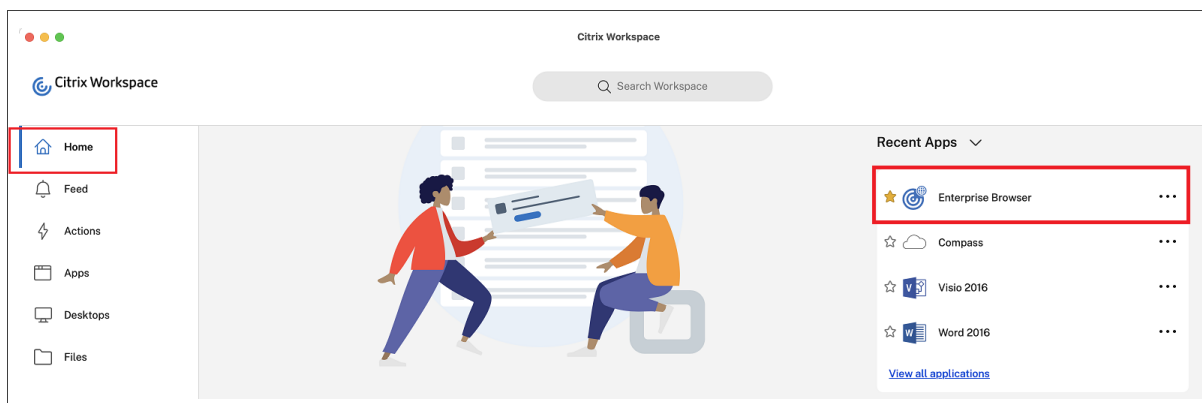 Citrix Workspace
Citrix Workspace
Search Workspace
Home
Feed
Actions
Apps
Desktops
Files
Recent Apps
Enterprise Browser
Compass
V
Visio 2016
W
Word 2016
View all applications